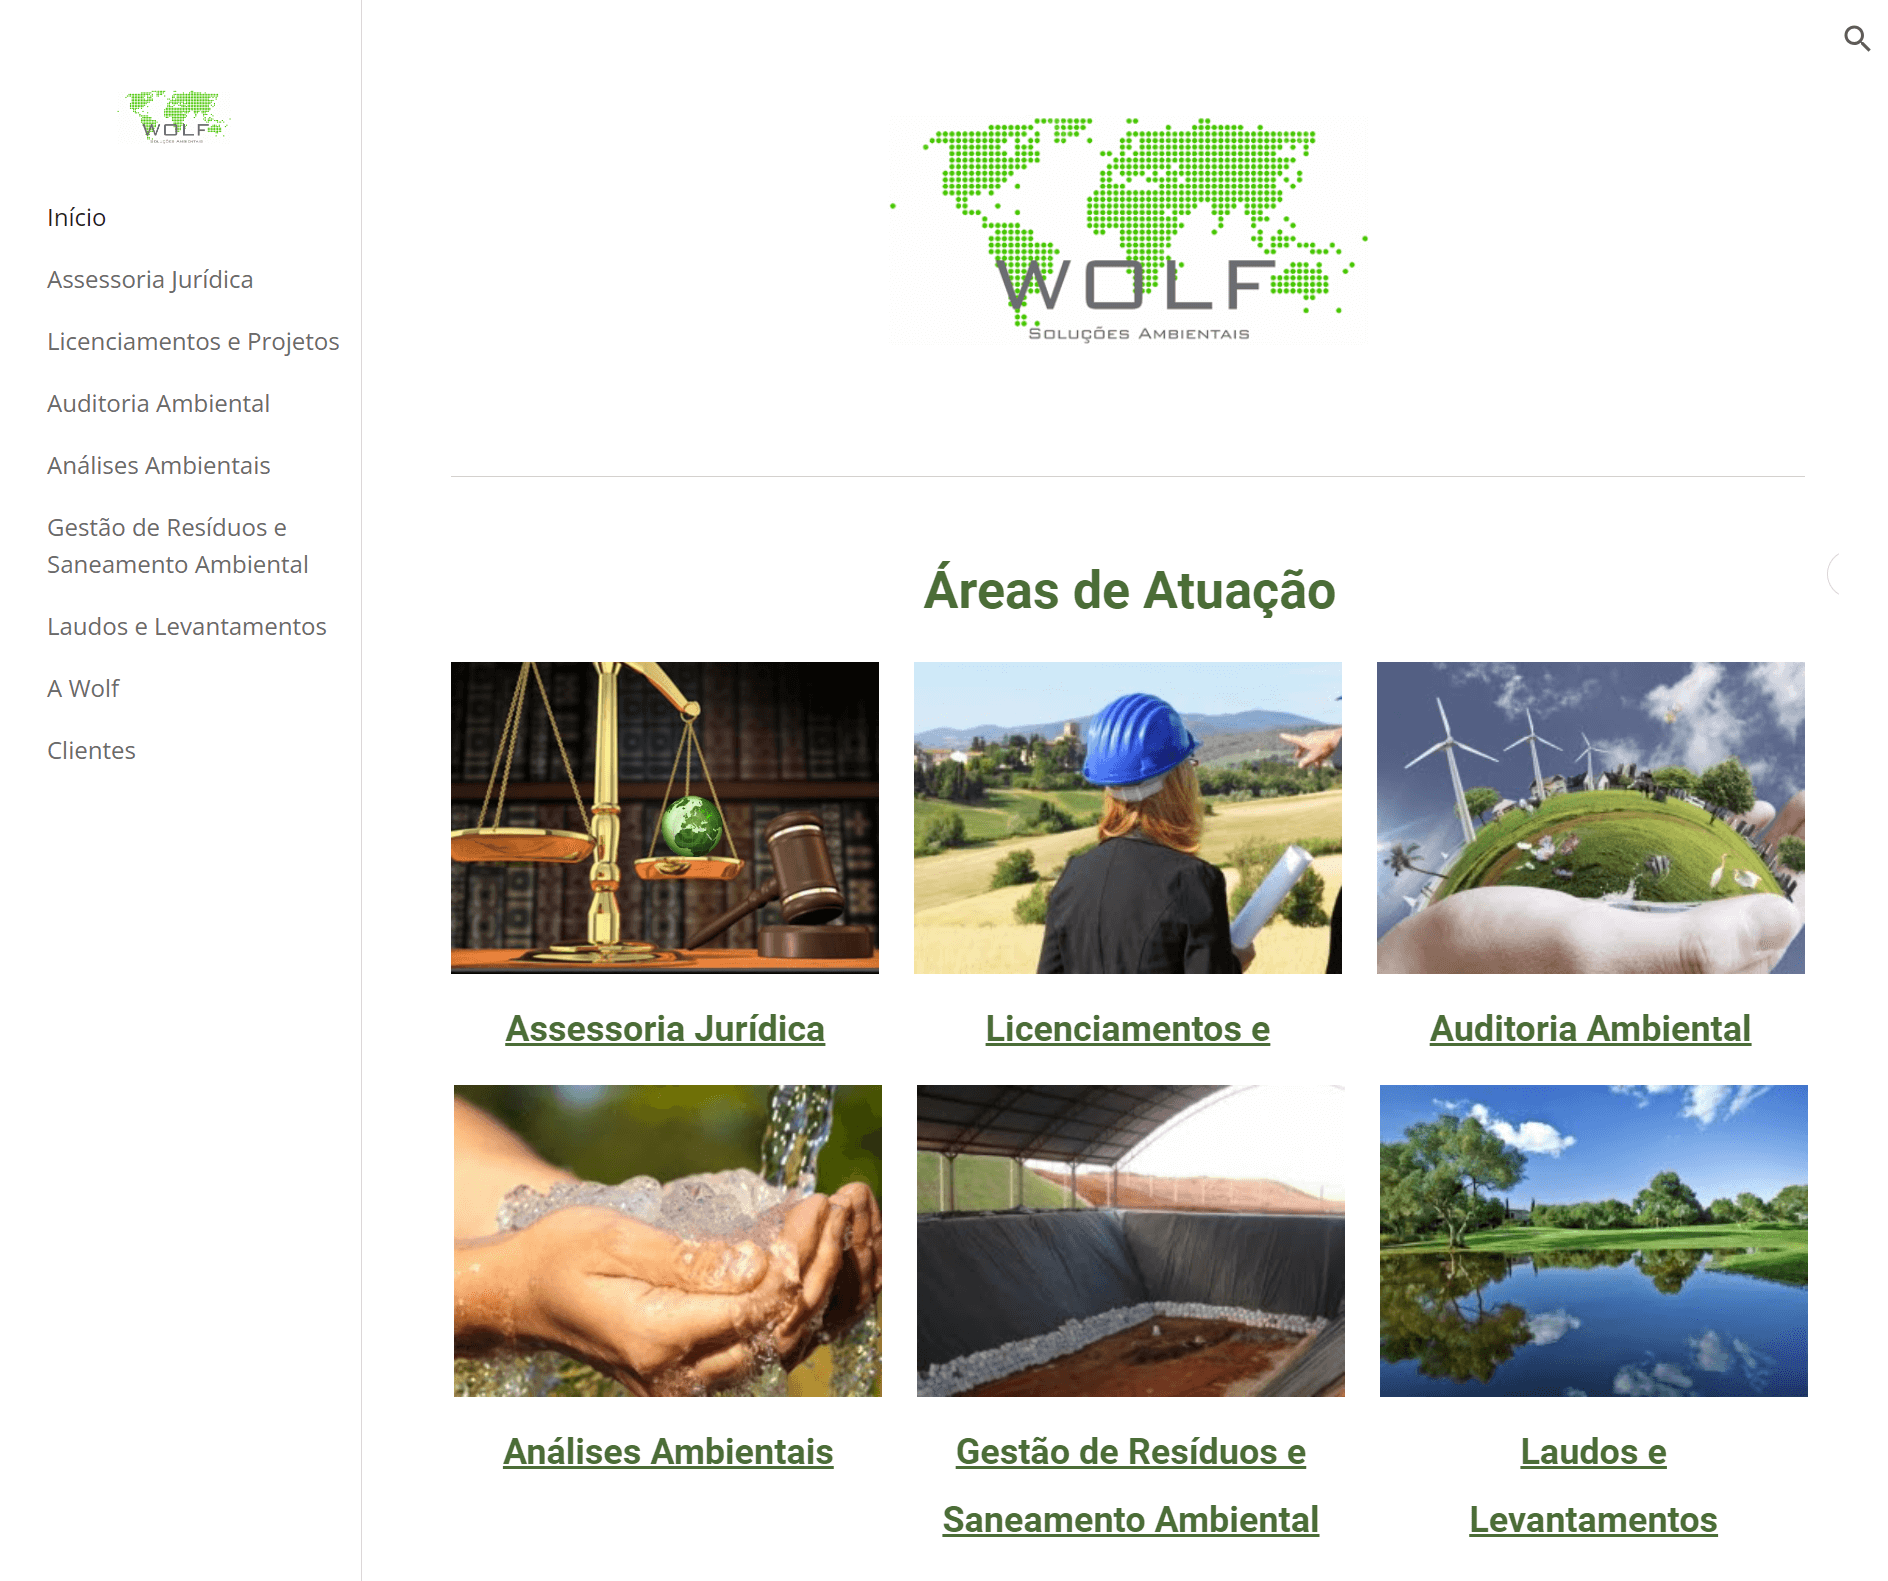 WOLF
SOLUÇÕES AMBIENTAIS
Início
Assessoria Jurídica
Licenciamentos e Projetos
Auditoria Ambiental
Análises Ambientais
Gestão de Resíduos e
Saneamento Ambiental
Laudos e Levantamentos
A Wolf
Clientes
WOLF
SOLUÇÕES AMBIENTAIS
Áreas de Atuação
Assessoria Jurídica
Licenciamentos e
Auditoria Ambiental
Análises Ambientais
Gestão de Resíduos e
Saneamento Ambiental
Laudos e
Levantamentos